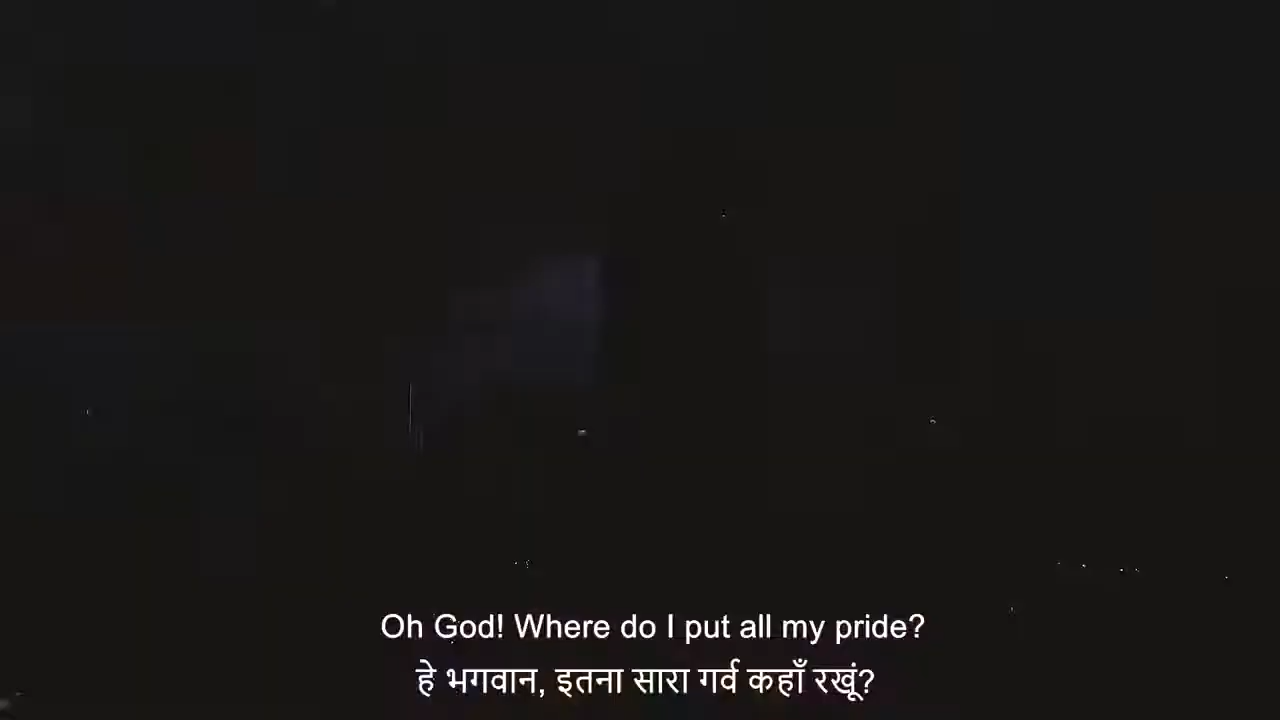 Oh God! Where do I put all my pride?
हे भगवान, इतना सारा गर्व कहाँ रखूं?